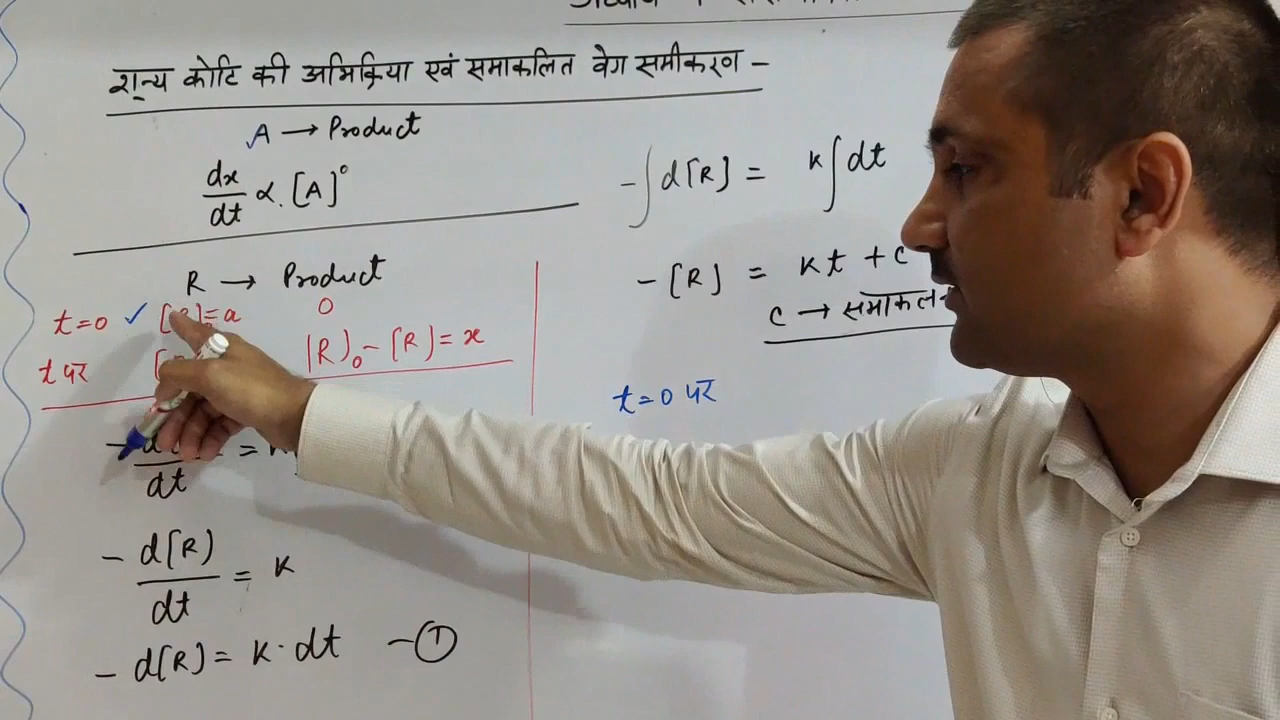 शून्य कोटि की अभिक्रिया एवं समाकलित वेग समीकरण –
A → Product
dx/dt ∝ [A]°
R → Product
t=0 ✓ [R]=a 0
t पर [R)₀ – [R) = x
dt =
– d[R)/dt = K
– d[R) = K · dt –①
–∫d[R) = K∫dt
–[R) = Kt + C
C → समाकलन
t=0 पर